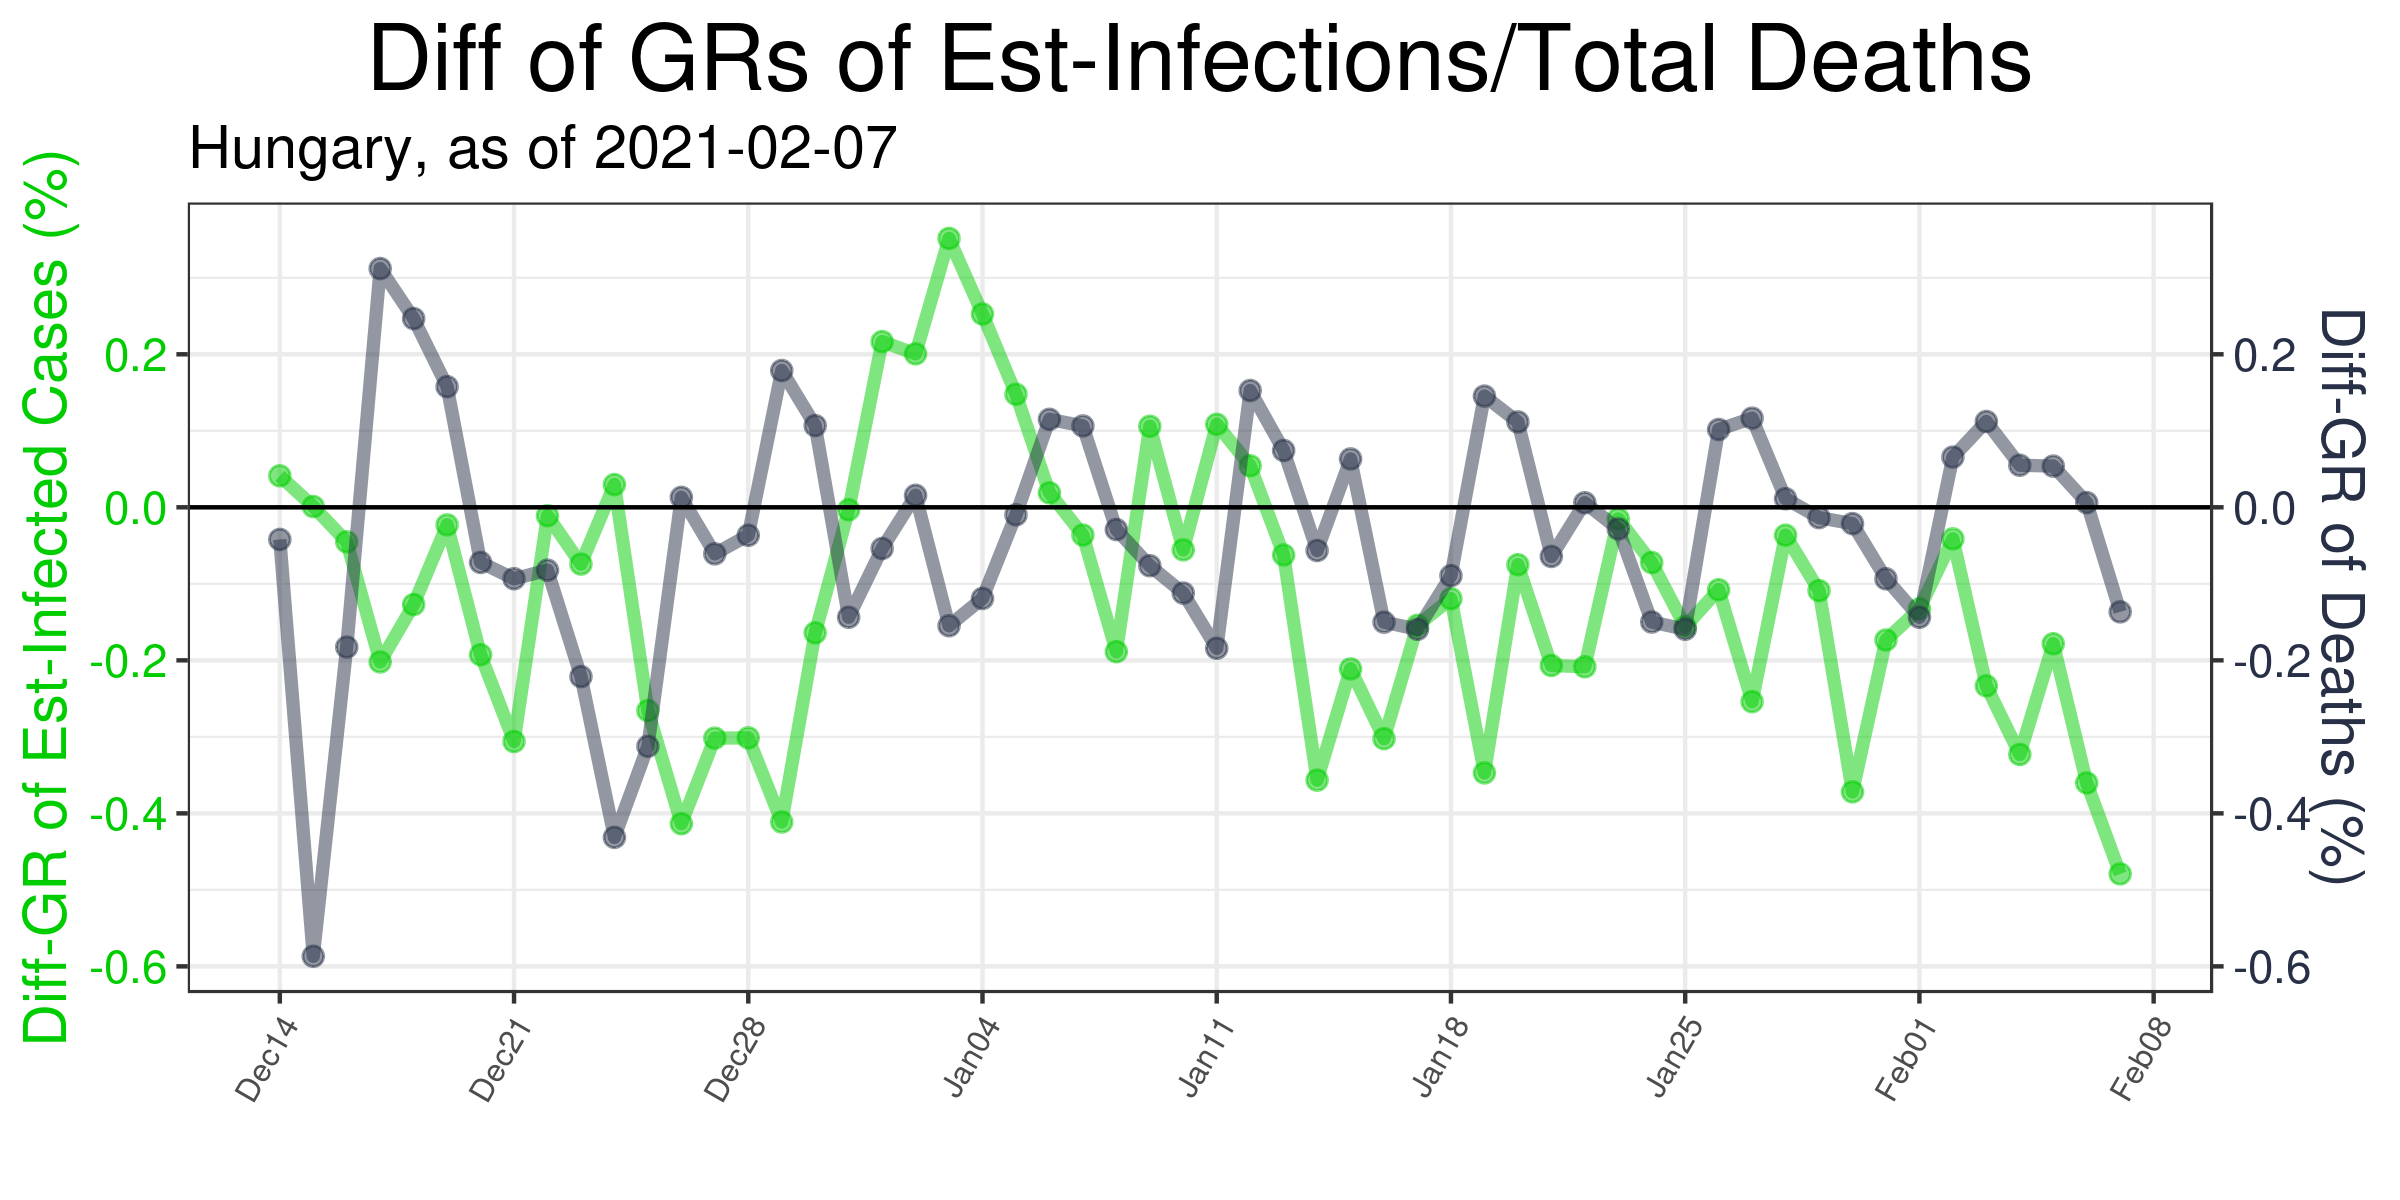 Diff of GRs of Est-Infections/Total Deaths
Hungary, as of 2021-02-07
Diff-GR of Est-Infected Cases (%)
0.2
0.0
-0.2
-0.4
-0.6
0.2
0.0
-0.2
-0.4
-0.6
Diff-GR of Deaths (%)
Dec14
Dec21
Dec28
Jan04
Jan11
Jan18
Jan25
Feb01
Feb08